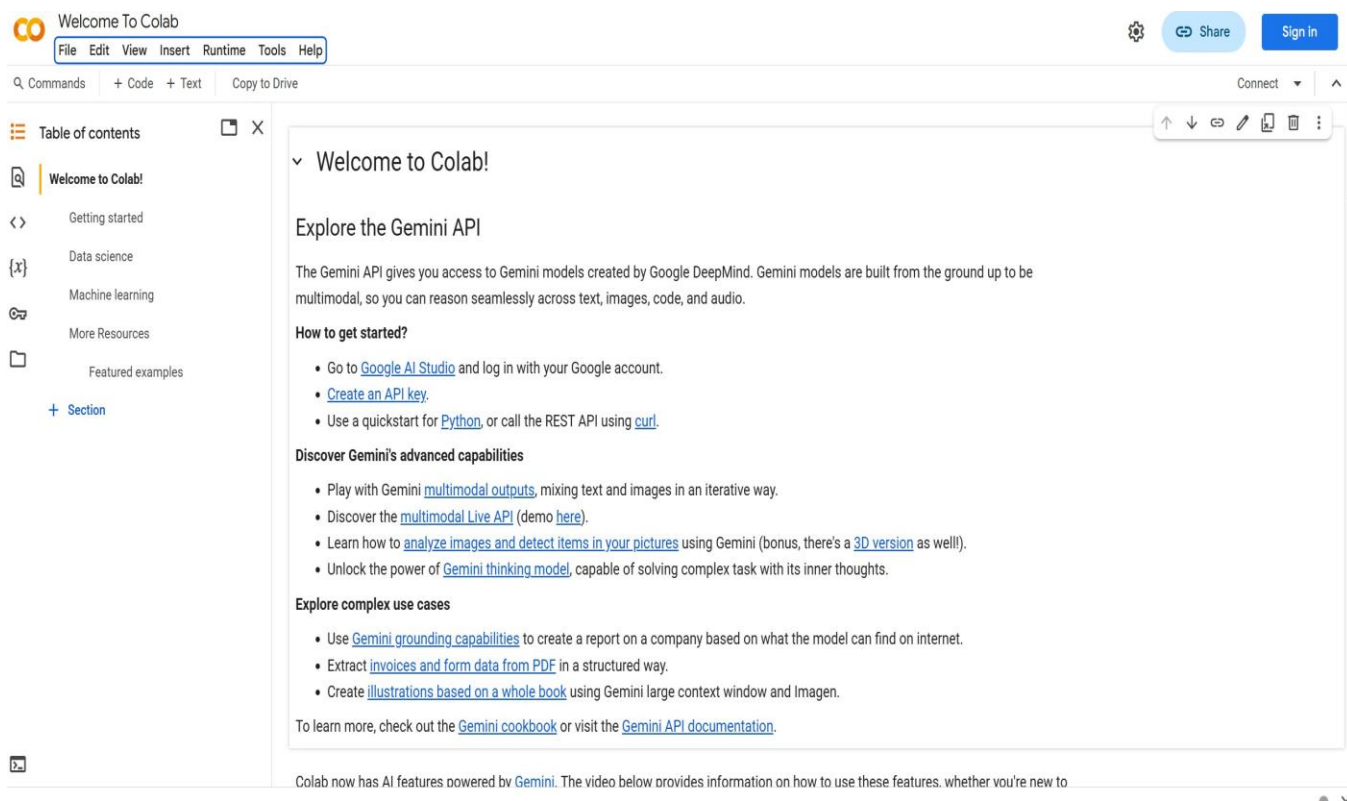 Welcome To Colab
File Edit View Insert Runtime Tools Help
Share
Sign in
Commands
+ Code + Text
Copy to Drive
Connect
Table of contents
Welcome to Colab!
Getting started
Data science
Machine learning
More Resources
Featured examples
+ Section
Welcome to Colab!
Explore the Gemini API
The Gemini API gives you access to Gemini models created by Google DeepMind. Gemini models are built from the ground up to be
multimodal, so you can reason seamlessly across text, images, code, and audio.
How to get started?
• Go to Google AI Studio and log in with your Google account.
• Create an API key.
• Use a quickstart for Python, or call the REST API using curl.
Discover Gemini's advanced capabilities
• Play with Gemini multimodal outputs, mixing text and images in an iterative way.
• Discover the multimodal Live API (demo here).
• Learn how to analyze images and detect items in your pictures using Gemini (bonus, there's a 3D version as well!).
• Unlock the power of Gemini thinking model, capable of solving complex task with its inner thoughts.
Explore complex use cases
• Use Gemini grounding capabilities to create a report on a company based on what the model can find on internet.
• Extract invoices and form data from PDF in a structured way.
• Create illustrations based on a whole book using Gemini large context window and Imagen.
To learn more, check out the Gemini cookbook or visit the Gemini API documentation.
Colab now has AI features powered by Gemini. The video below provides information on how to use these features, whether you're new to